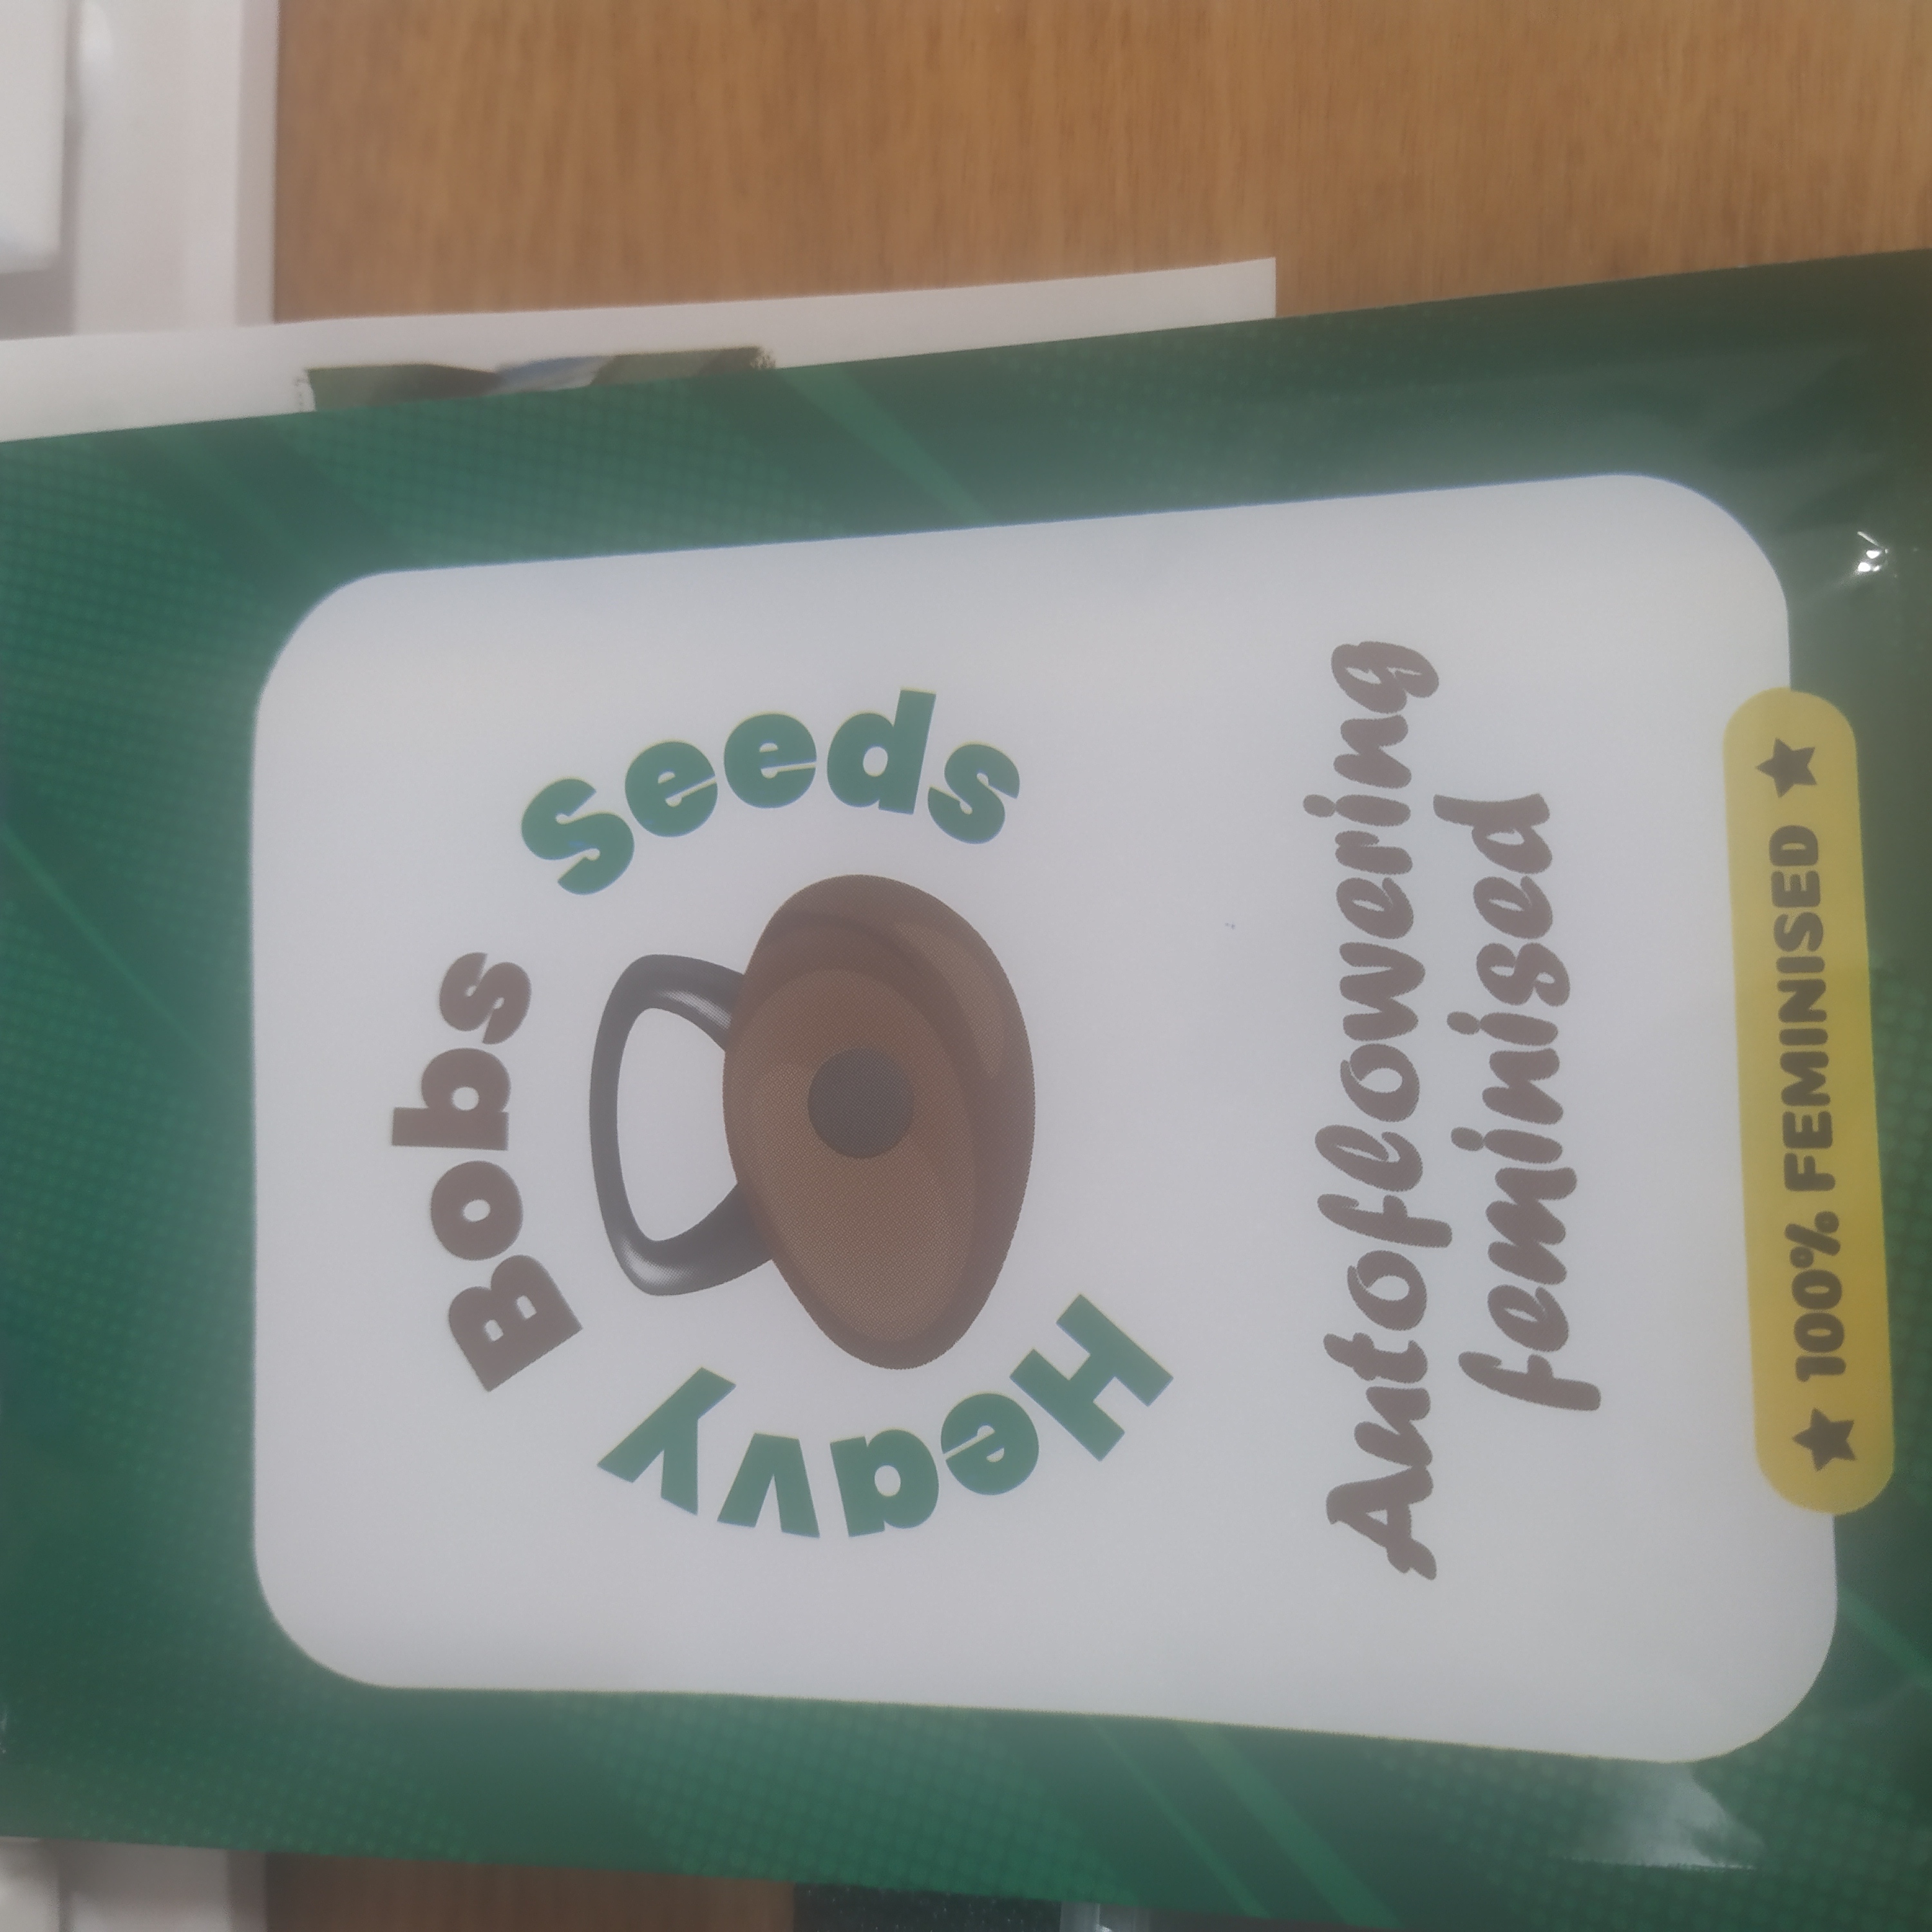 Bobs
Heavy Seeds
Autoflowering
feminised
★ 100% FEMINISED ★